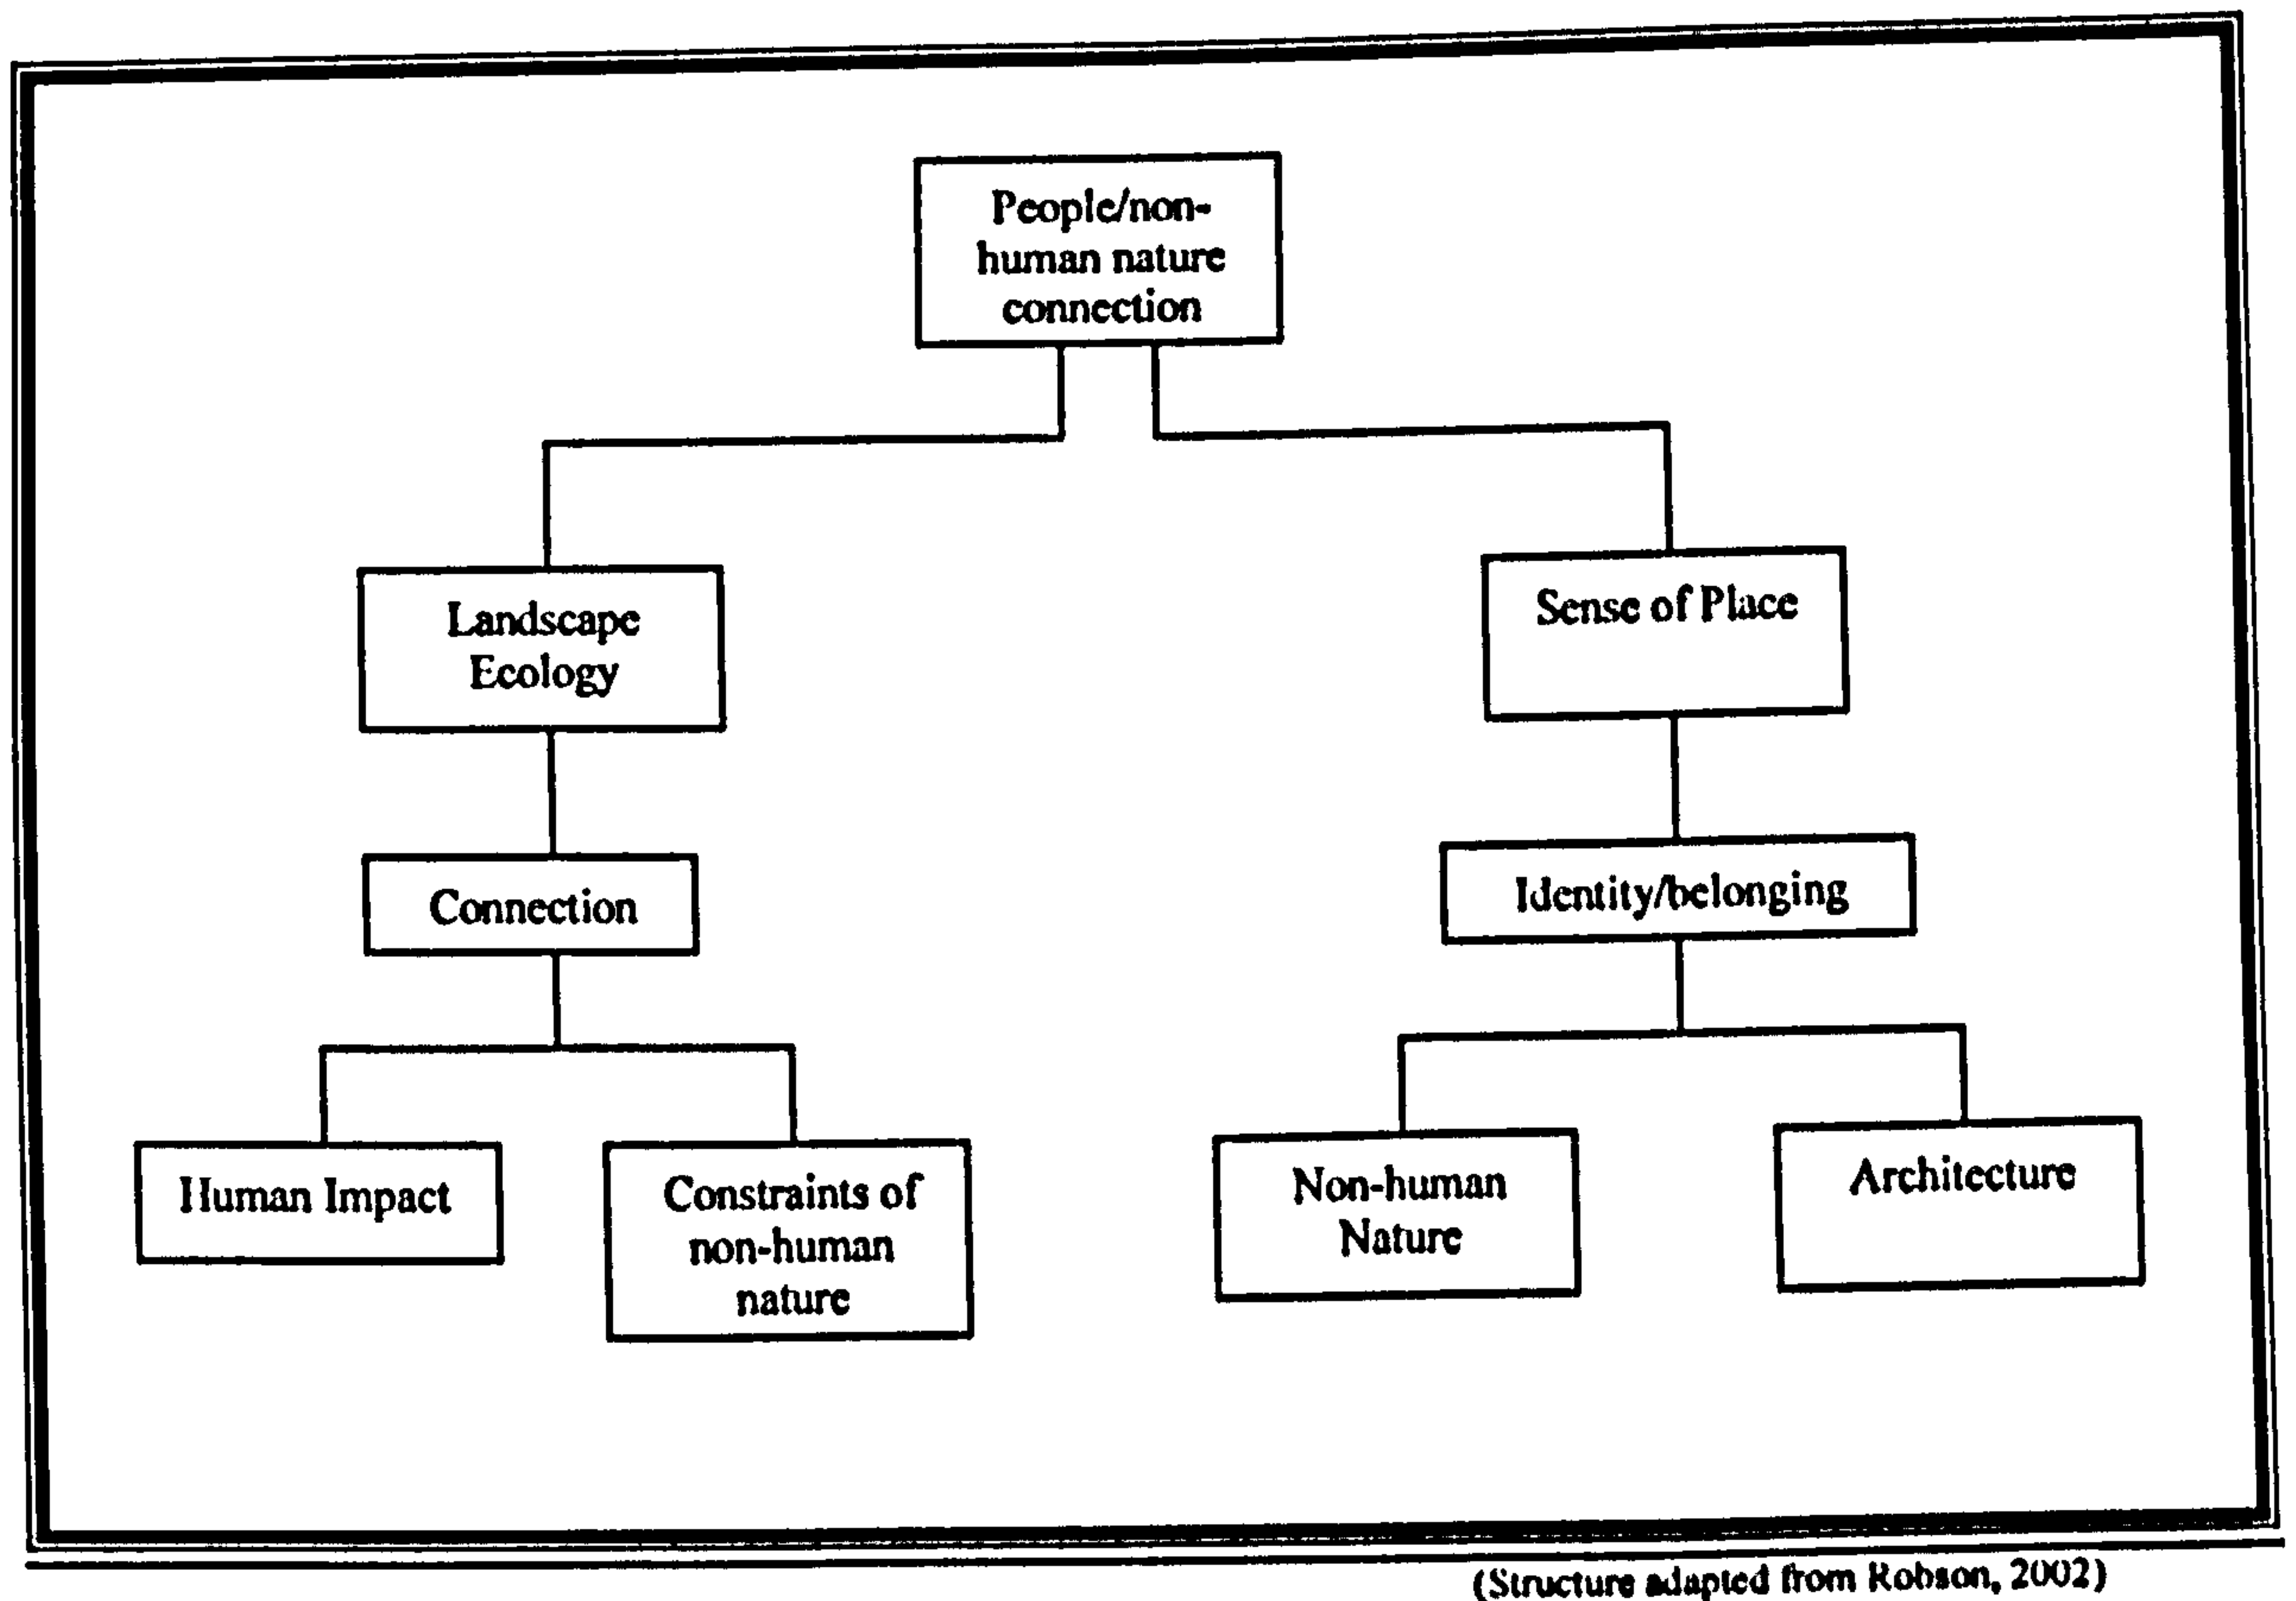 People/non-
human nature
connection
Landscape
Ecology
Sense of Place
Connection
Identity/belonging
Human Impact
Constraints of
non-human
nature
Non-human
Nature
Architecture
(Structure adapted from Robson, 2002)